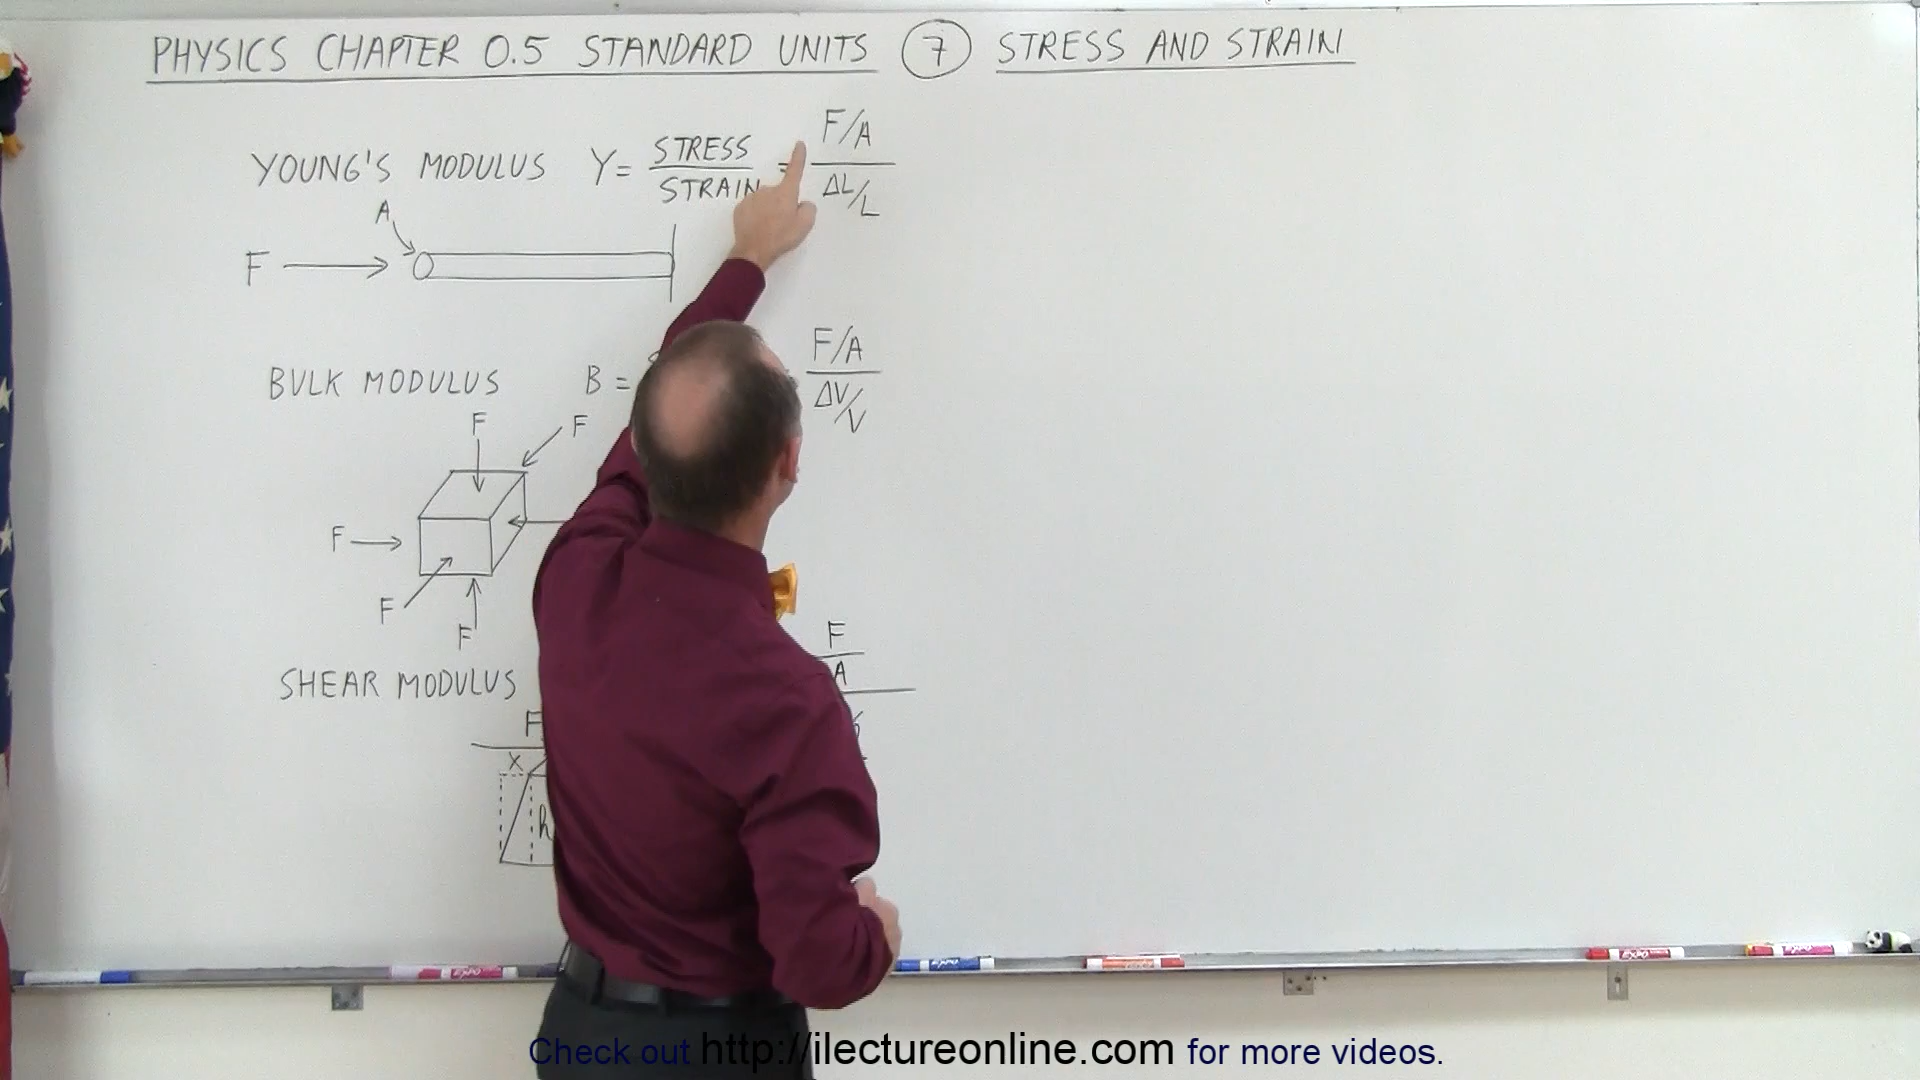 PHYSICS CHAPTER 0.5 STANDARD UNITS 7 STRESS AND STRAIN
YOUNG'S MODULUS Y = STRESS / STRAIN = F/A / ΔL/L
A
F
BULK MODULUS B = F/A / ΔV/V
F F
F
F
F
SHEAR MODULUS F / A
F
x
h
Check out http://ilectureonline.com for more videos.